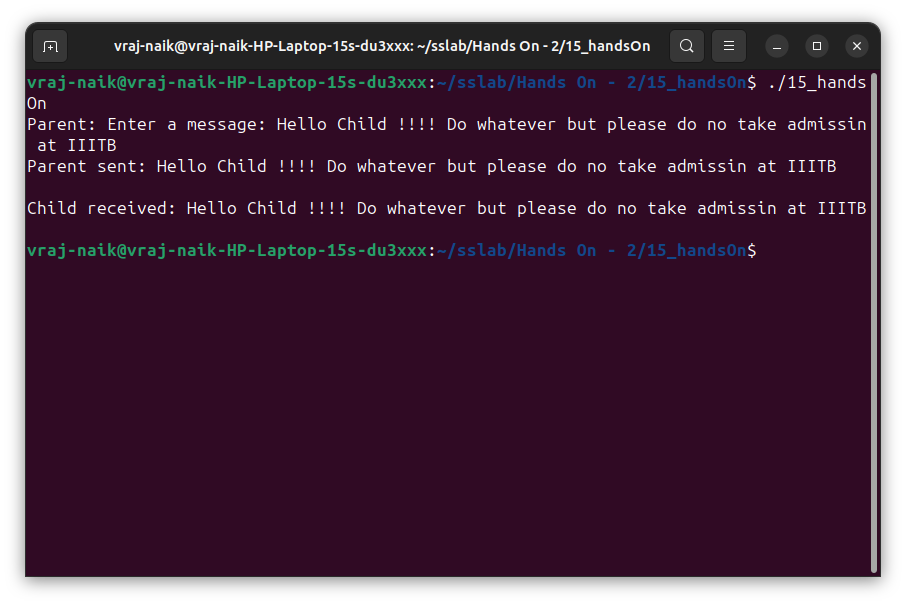 vraj-naik@vraj-naik-HP-Laptop-15s-du3xxx: ~/sslab/Hands On - 2/15_handsOn
vraj-naik@vraj-naik-HP-Laptop-15s-du3xxx:~/sslab/Hands On - 2/15_handsOn$ ./15_hands
On
Parent: Enter a message: Hello Child !!!! Do whatever but please do no take admissin
 at IIITB
Parent sent: Hello Child !!!! Do whatever but please do no take admissin at IIITB
Child received: Hello Child !!!! Do whatever but please do no take admissin at IIITB
vraj-naik@vraj-naik-HP-Laptop-15s-du3xxx:~/sslab/Hands On - 2/15_handsOn$